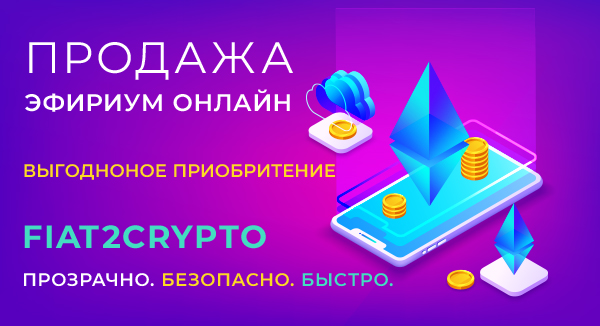 ПРОДАЖА
ЭФИРИУМ ОНЛАЙН
ВЫГОДНОНОЕ ПРИОБРИТЕНИЕ
FIAT2CRYPTO
ПРОЗРАЧНО. БЕЗОПАСНО. БЫСТРО.